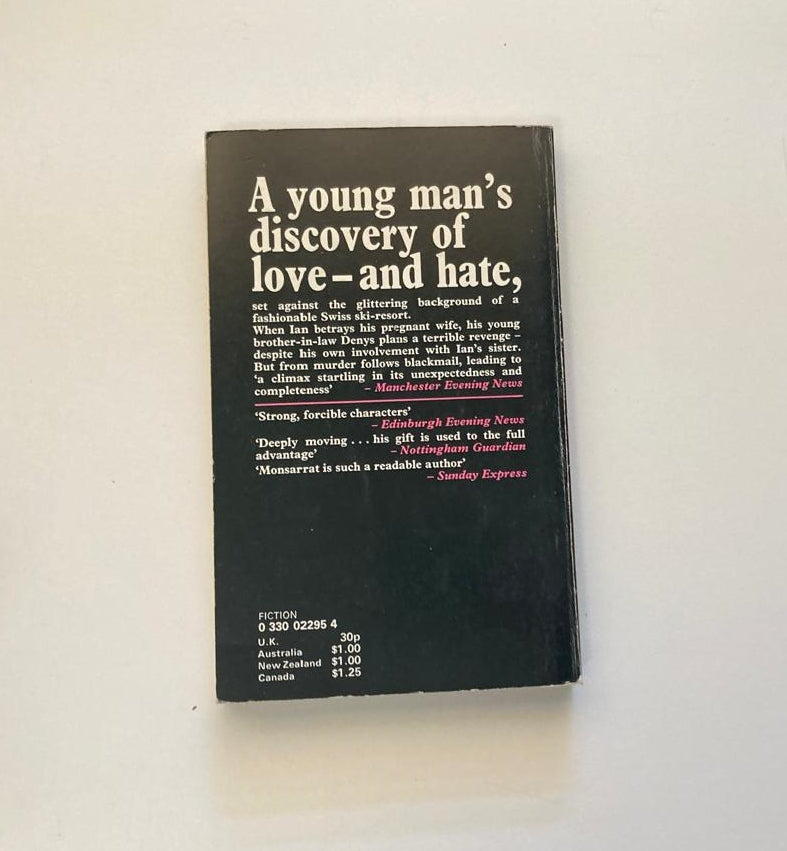 A young man's
discovery of
love – and hate,
set against the glittering background of a
fashionable Swiss ski-resort.
When Ian betrays his pregnant wife, his young
brother-in-law Denys plans a terrible revenge –
despite his own involvement with Ian's sister.
But from murder follows blackmail, leading to
'a climax startling in its unexpectedness and
completeness' – Manchester Evening News
'Strong, forcible characters'
– Edinburgh Evening News
'Deeply moving . . . his gift is used to the full
advantage' – Nottingham Guardian
'Monsarrat is such a readable author'
– Sunday Express
FICTION
0 330 02295 4
U.K. 30p
Australia $1.00
New Zealand $1.00
Canada $1.25